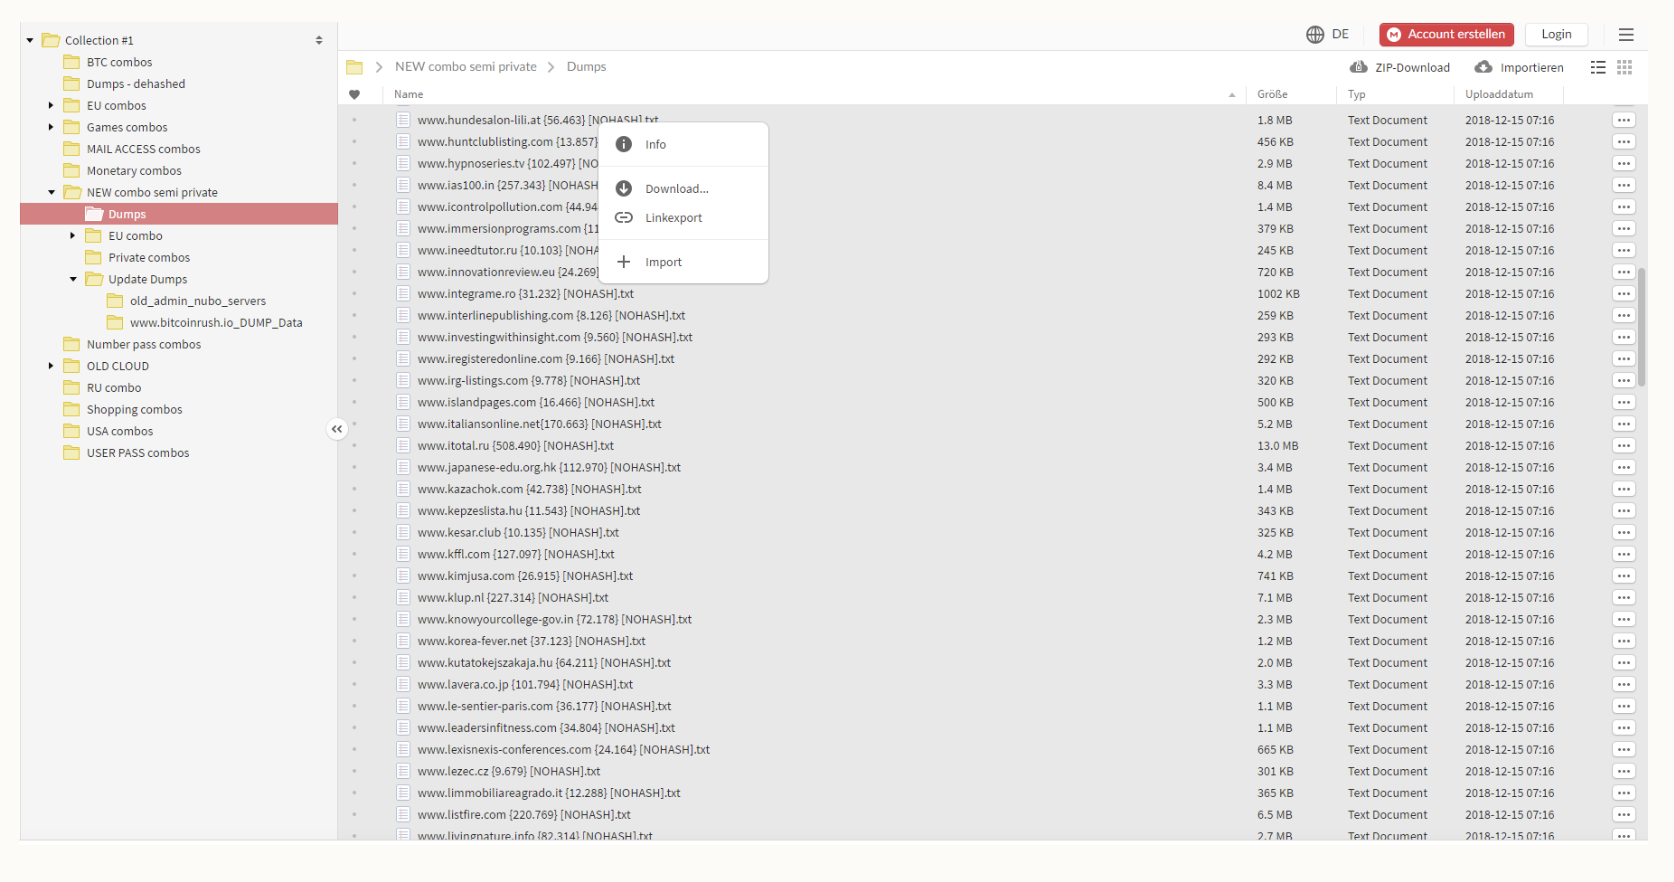 Collection #1
BTC combos
Dumps - dehashed
EU combos
Games combos
MAIL ACCESS combos
Monetary combos
NEW combo semi private
Dumps
EU combo
Private combos
Update Dumps
old_admin_nubo_servers
www.bitcoinrush.io_DUMP_Data
Number pass combos
OLD CLOUD
RU combo
Shopping combos
USA combos
USER PASS combos
DE
M Account erstellen
Login
NEW combo semi private > Dumps
ZIP-Download
Importieren
Name Größe Typ Uploaddatum
www.hundesalon-lili.at {56.463} [NOHASH].txt 1.8 MB Text Document 2018-12-15 07:16
www.huntclublisting.com {13.857} 456 KB Text Document 2018-12-15 07:16
www.hypnoseries.tv {102.497} [NO 2.9 MB Text Document 2018-12-15 07:16
www.ias100.in {257.343} [NOHASH 8.4 MB Text Document 2018-12-15 07:16
www.icontrolpollution.com {44.94 1.4 MB Text Document 2018-12-15 07:16
www.immersionprograms.com {11 379 KB Text Document 2018-12-15 07:16
www.ineedtutor.ru {10.103} [NOHA 245 KB Text Document 2018-12-15 07:16
www.innovationreview.eu {24.269} 720 KB Text Document 2018-12-15 07:16
www.integrame.ro {31.232} [NOHASH].txt 1002 KB Text Document 2018-12-15 07:16
www.interlinepublishing.com {8.126} [NOHASH].txt 259 KB Text Document 2018-12-15 07:16
www.investingwithinsight.com {9.560} [NOHASH].txt 293 KB Text Document 2018-12-15 07:16
www.iregisteredonline.com {9.166} [NOHASH].txt 292 KB Text Document 2018-12-15 07:16
www.irg-listings.com {9.778} [NOHASH].txt 320 KB Text Document 2018-12-15 07:16
www.islandpages.com {16.466} [NOHASH].txt 500 KB Text Document 2018-12-15 07:16
www.italiansonline.net{170.663} [NOHASH].txt 5.2 MB Text Document 2018-12-15 07:16
www.itotal.ru {508.490} [NOHASH].txt 13.0 MB Text Document 2018-12-15 07:16
www.japanese-edu.org.hk {112.970} [NOHASH].txt 3.4 MB Text Document 2018-12-15 07:16
www.kazachok.com {42.738} [NOHASH].txt 1.4 MB Text Document 2018-12-15 07:16
www.kepzeslista.hu {11.543} [NOHASH].txt 343 KB Text Document 2018-12-15 07:16
www.kesar.club {10.135} [NOHASH].txt 325 KB Text Document 2018-12-15 07:16
www.kffl.com {127.097} [NOHASH].txt 4.2 MB Text Document 2018-12-15 07:16
www.kimjusa.com {26.915} [NOHASH].txt 741 KB Text Document 2018-12-15 07:16
www.klup.nl {227.314} [NOHASH].txt 7.1 MB Text Document 2018-12-15 07:16
www.knowyourcollege-gov.in {72.178} [NOHASH].txt 2.3 MB Text Document 2018-12-15 07:16
www.korea-fever.net {37.123} [NOHASH].txt 1.2 MB Text Document 2018-12-15 07:16
www.kutatokejszakaja.hu {64.211} [NOHASH].txt 2.0 MB Text Document 2018-12-15 07:16
www.lavera.co.jp {101.794} [NOHASH].txt 3.3 MB Text Document 2018-12-15 07:16
www.le-sentier-paris.com {36.177} [NOHASH].txt 1.1 MB Text Document 2018-12-15 07:16
www.leadersinfitness.com {34.804} [NOHASH].txt 1.1 MB Text Document 2018-12-15 07:16
www.lexisnexis-conferences.com {24.164} [NOHASH].txt 665 KB Text Document 2018-12-15 07:16
www.lezec.cz {9.679} [NOHASH].txt 301 KB Text Document 2018-12-15 07:16
www.limmobiliareagrado.it {12.288} [NOHASH].txt 365 KB Text Document 2018-12-15 07:16
www.listfire.com {220.769} [NOHASH].txt 6.5 MB Text Document 2018-12-15 07:16
www.livingnature.info {82.314} [NOHASH].txt 2.7 MB Text Document 2018-12-15 07:16
Info
Download...
Linkexport
Import